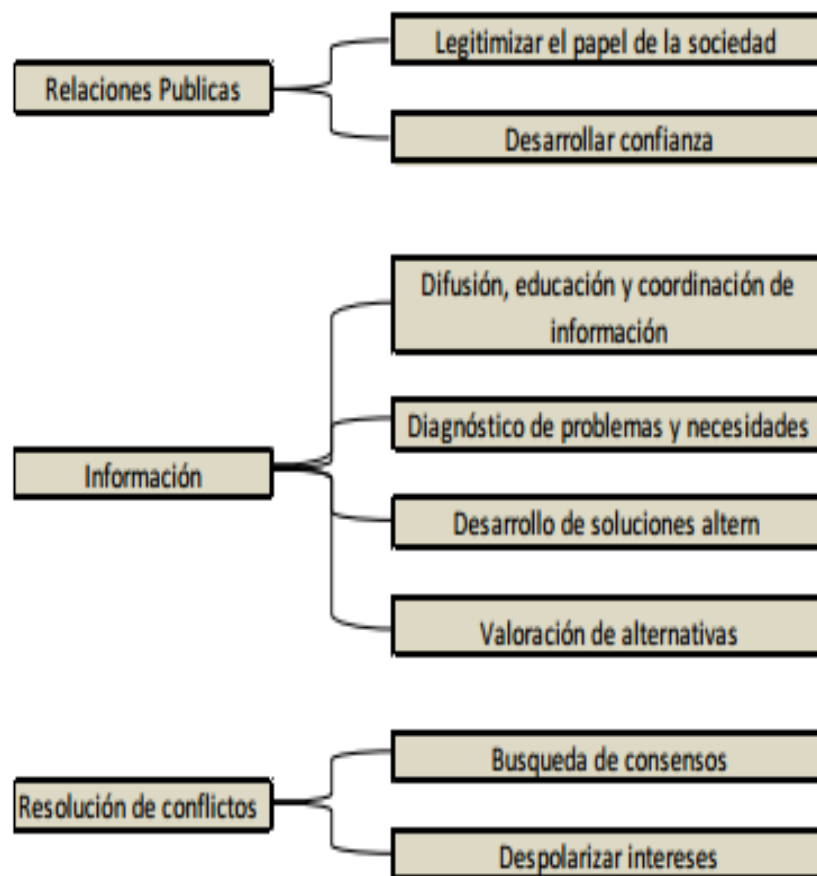 Relaciones Publicas
Legitimizar el papel de la sociedad
Desarrollar confianza
Información
Difusión, educación y coordinación de
información
Diagnóstico de problemas y necesidades
Desarrollo de soluciones altern
Valoración de alternativas
Resolución de conflictos
Busqueda de consensos
Despolarizar intereses